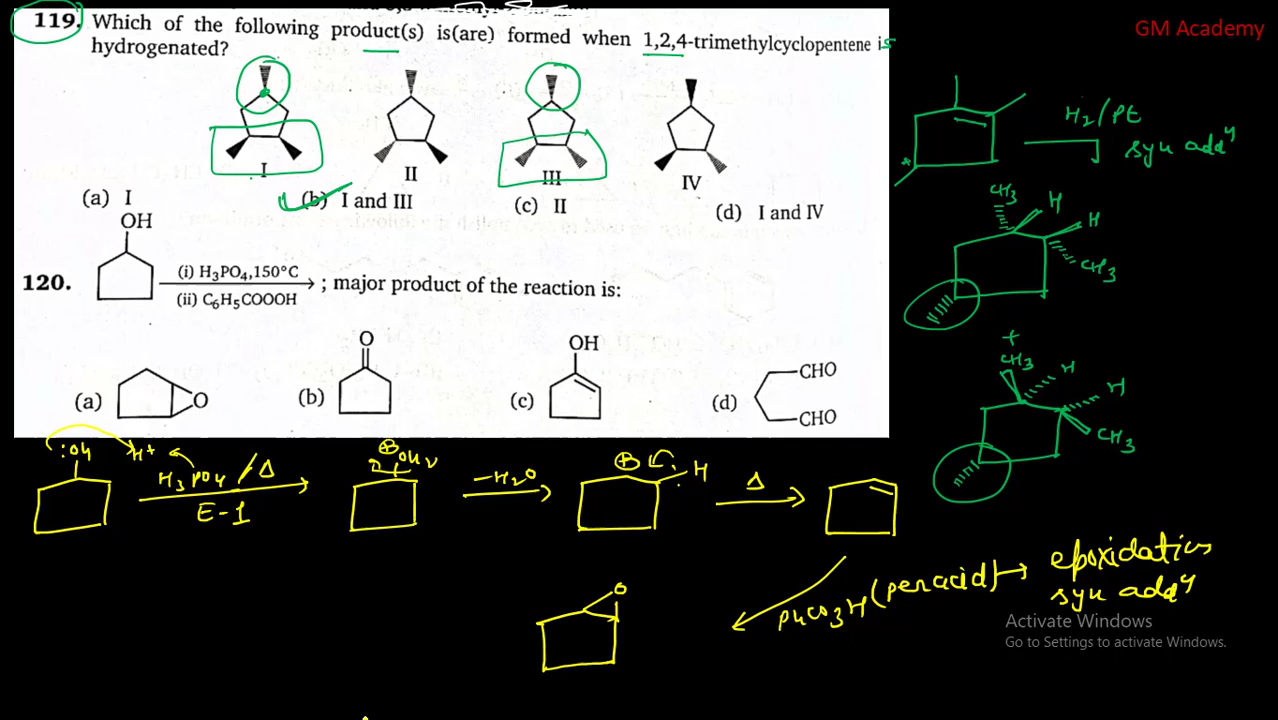 GM Academy
119. Which of the following product(s) is(are) formed when 1,2,4-trimethylcyclopentene is
hydrogenated?
I
II
III
IV
(a) I
(b) I and III
(c) II
(d) I and IV
H2/Pt
syn addⁿ
CH3 H
H
CH3
+
CH3 H
H
CH3
120.
OH
(i) H3PO4,150°C
(ii) C6H5COOOH
; major product of the reaction is:
(a)
O
(b)
O
(c)
OH
(d)
CHO
CHO
:OH H+
H3PO4/Δ
E-1
⊕
-H2O
⊕
H
Δ
PhCO3H (peracid) → epoxidation
syn addⁿ
O
Activate Windows
Go to Settings to activate Windows.